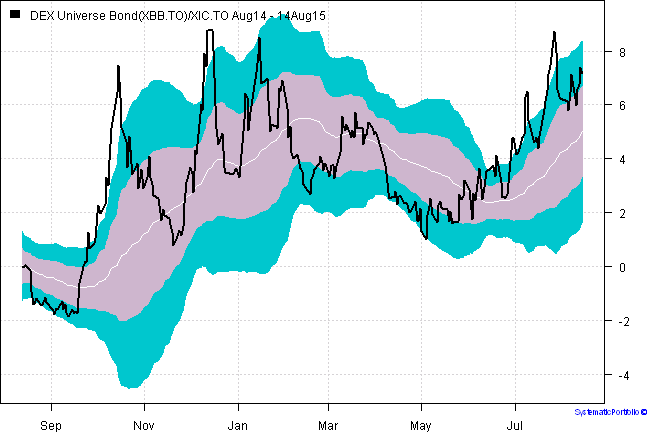 DEX Universe Bond(XBB.TO)/XIC.TO Aug14 - 14Aug15
8
6
4
2
0
-2
-4
Sep Nov Jan Mar May Jul
SystematicPortfolio ©